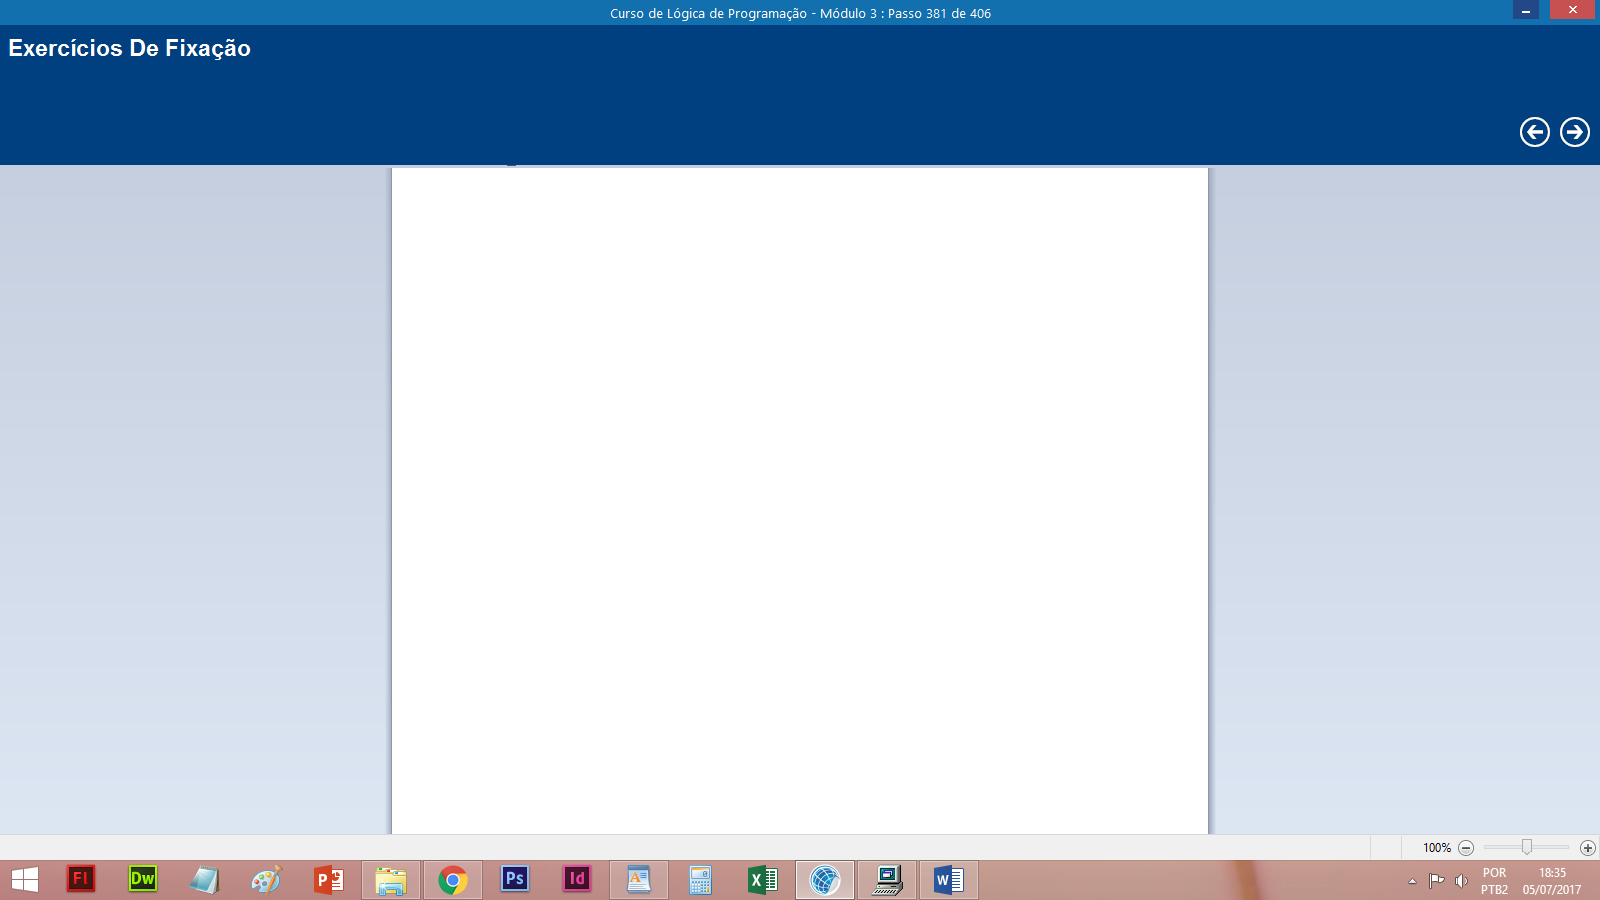 Curso de Lógica de Programação - Módulo 3 : Passo 381 de 406
Exercícios De Fixação
100%
Fl
Dw
P
Ps
Id
A
e
X
W
POR
PTB2
18:35
05/07/2017